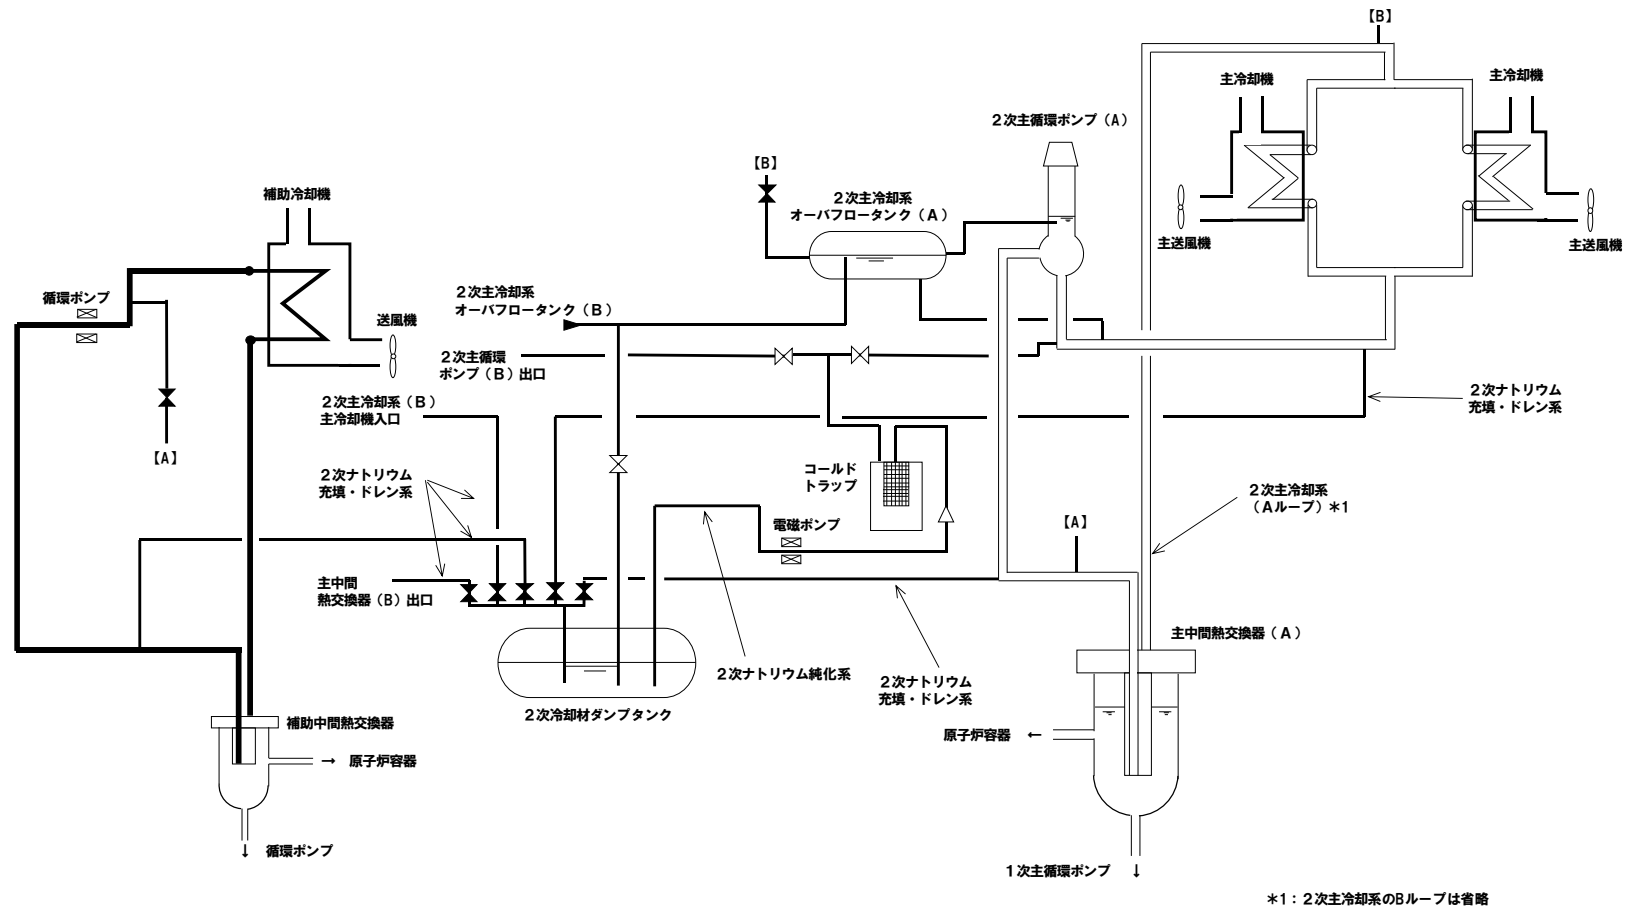 【B】
主冷却機
主冷却機
２次主循環ポンプ（A）
【B】
２次主冷却系
オーバフロータンク（A）
補助冷却機
主送風機
主送風機
循環ポンプ
２次主冷却系
オーバフロータンク（B）
送風機
２次主循環
ポンプ（B）出口
２次主冷却系（B）
主冷却機入口
２次ナトリウム
充填・ドレン系
【A】
２次ナトリウム
充填・ドレン系
コールド
トラップ
２次主冷却系
（Aループ）＊1
電磁ポンプ
【A】
主中間
熱交換器（B）出口
主中間熱交換器（A）
２次ナトリウム純化系
２次ナトリウム
充填・ドレン系
２次冷却材ダンプタンク
補助中間熱交換器
原子炉容器 ←
→ 原子炉容器
↓ 循環ポンプ
１次主循環ポンプ ↓
＊1：２次主冷却系のBループは省略